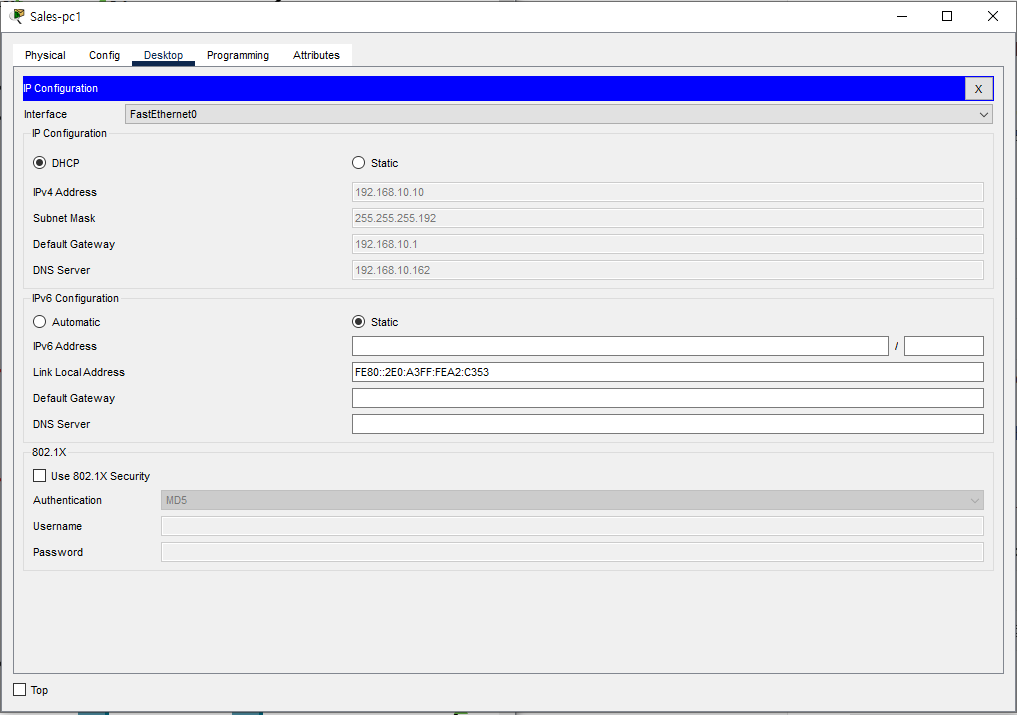 Sales-pc1
Physical Config Desktop Programming Attributes
IP Configuration X
Interface FastEthernet0
IP Configuration
DHCP Static
IPv4 Address 192.168.10.10
Subnet Mask 255.255.255.192
Default Gateway 192.168.10.1
DNS Server 192.168.10.162
IPv6 Configuration
Automatic Static
IPv6 Address /
Link Local Address FE80::2E0:A3FF:FEA2:C353
Default Gateway
DNS Server
802.1X
Use 802.1X Security
Authentication MD5
Username
Password
Top